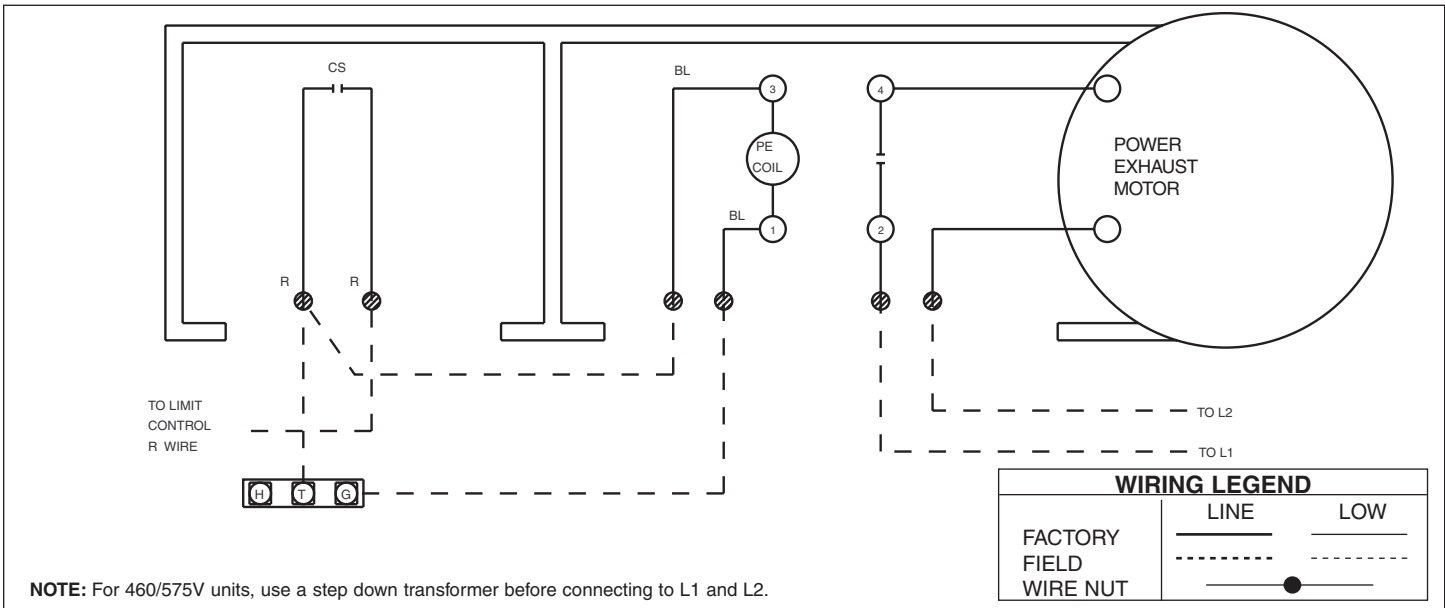 CS
BL
3
4
PE
COIL
POWER
EXHAUST
MOTOR
BL
1
2
R
R
TO LIMIT
CONTROL
R WIRE
TO L2
TO L1
H
T
G
WIRING LEGEND
LINE LOW
FACTORY
FIELD
WIRE NUT
NOTE: For 460/575V units, use a step down transformer before connecting to L1 and L2.